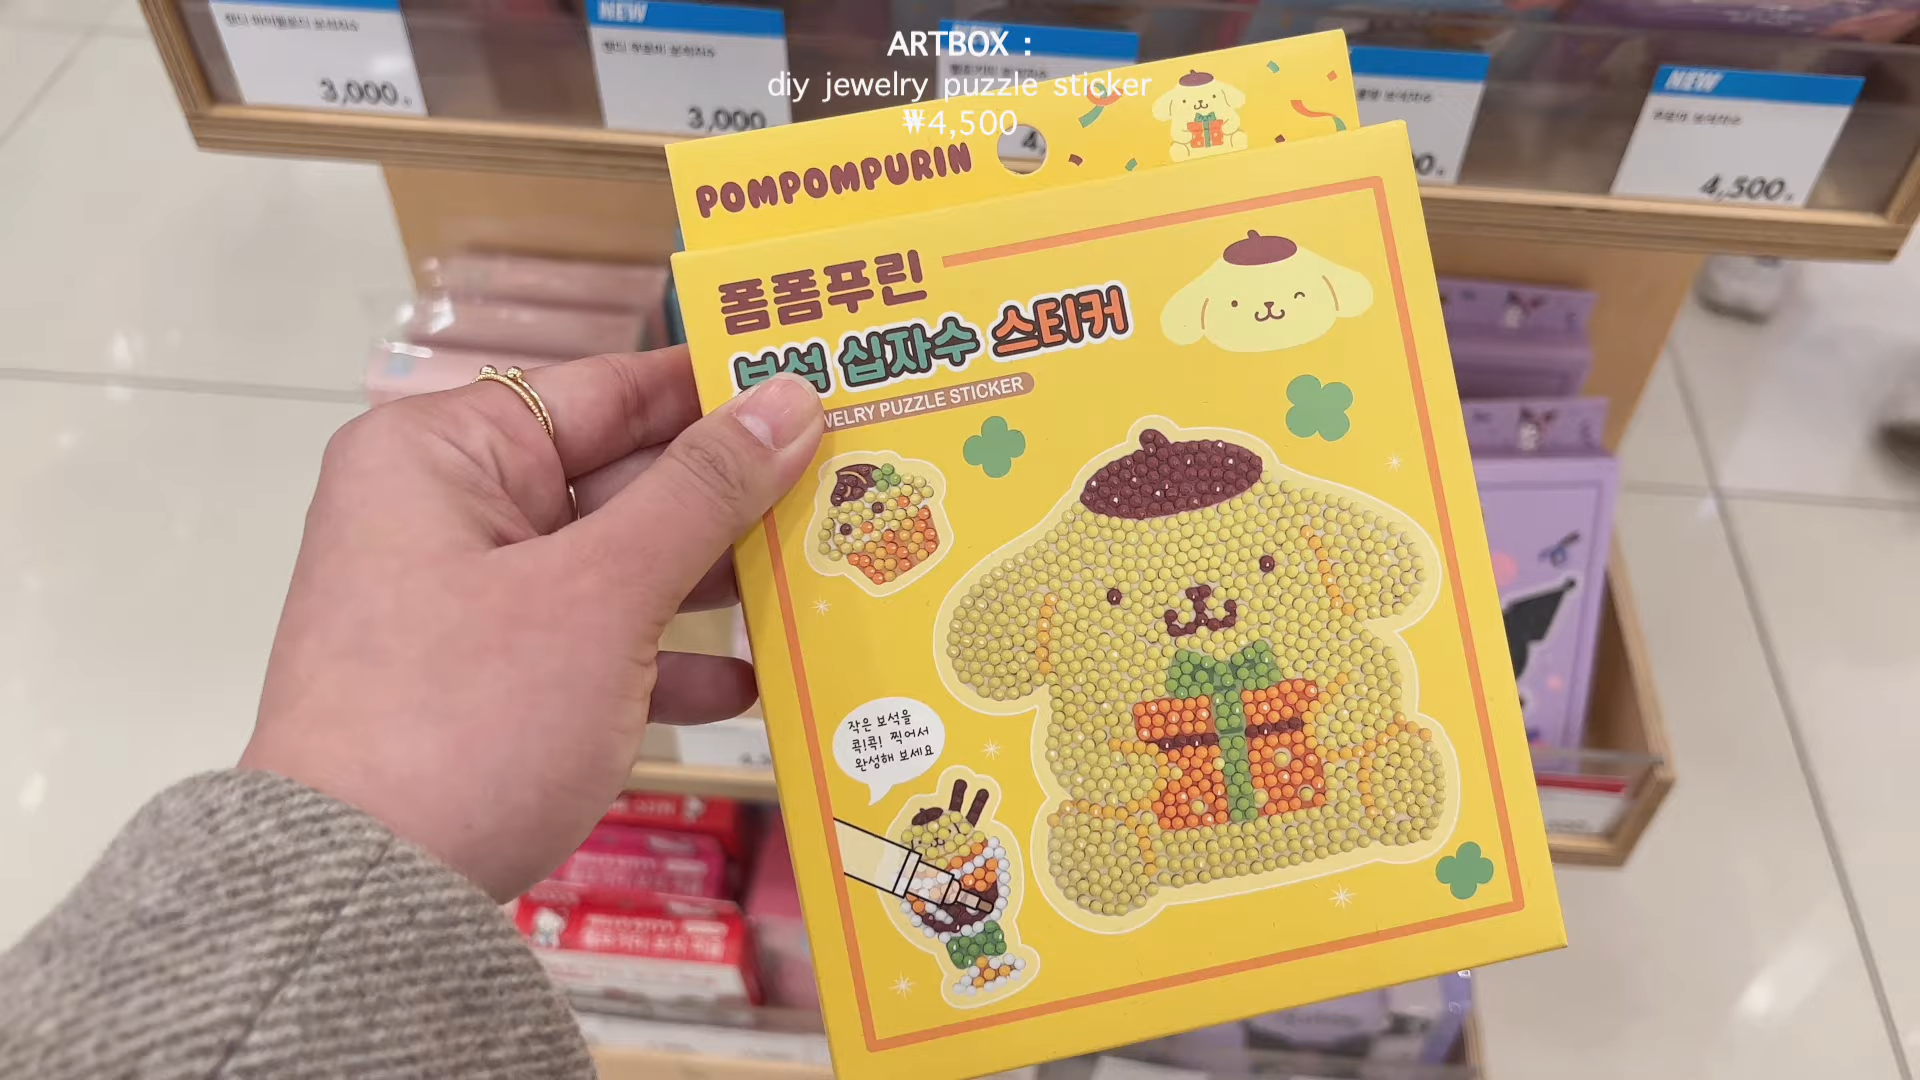 NEW
3,000.
NEW
3,000
4,500.
ARTBOX :
diy jewelry puzzle sticker
₩4,500
POMPOMPURIN
폼폼푸린
보석 십자수 스티커
WELRY PUZZLE STICKER
작은 보석을
콕!콕! 찍어서
완성해 보세요